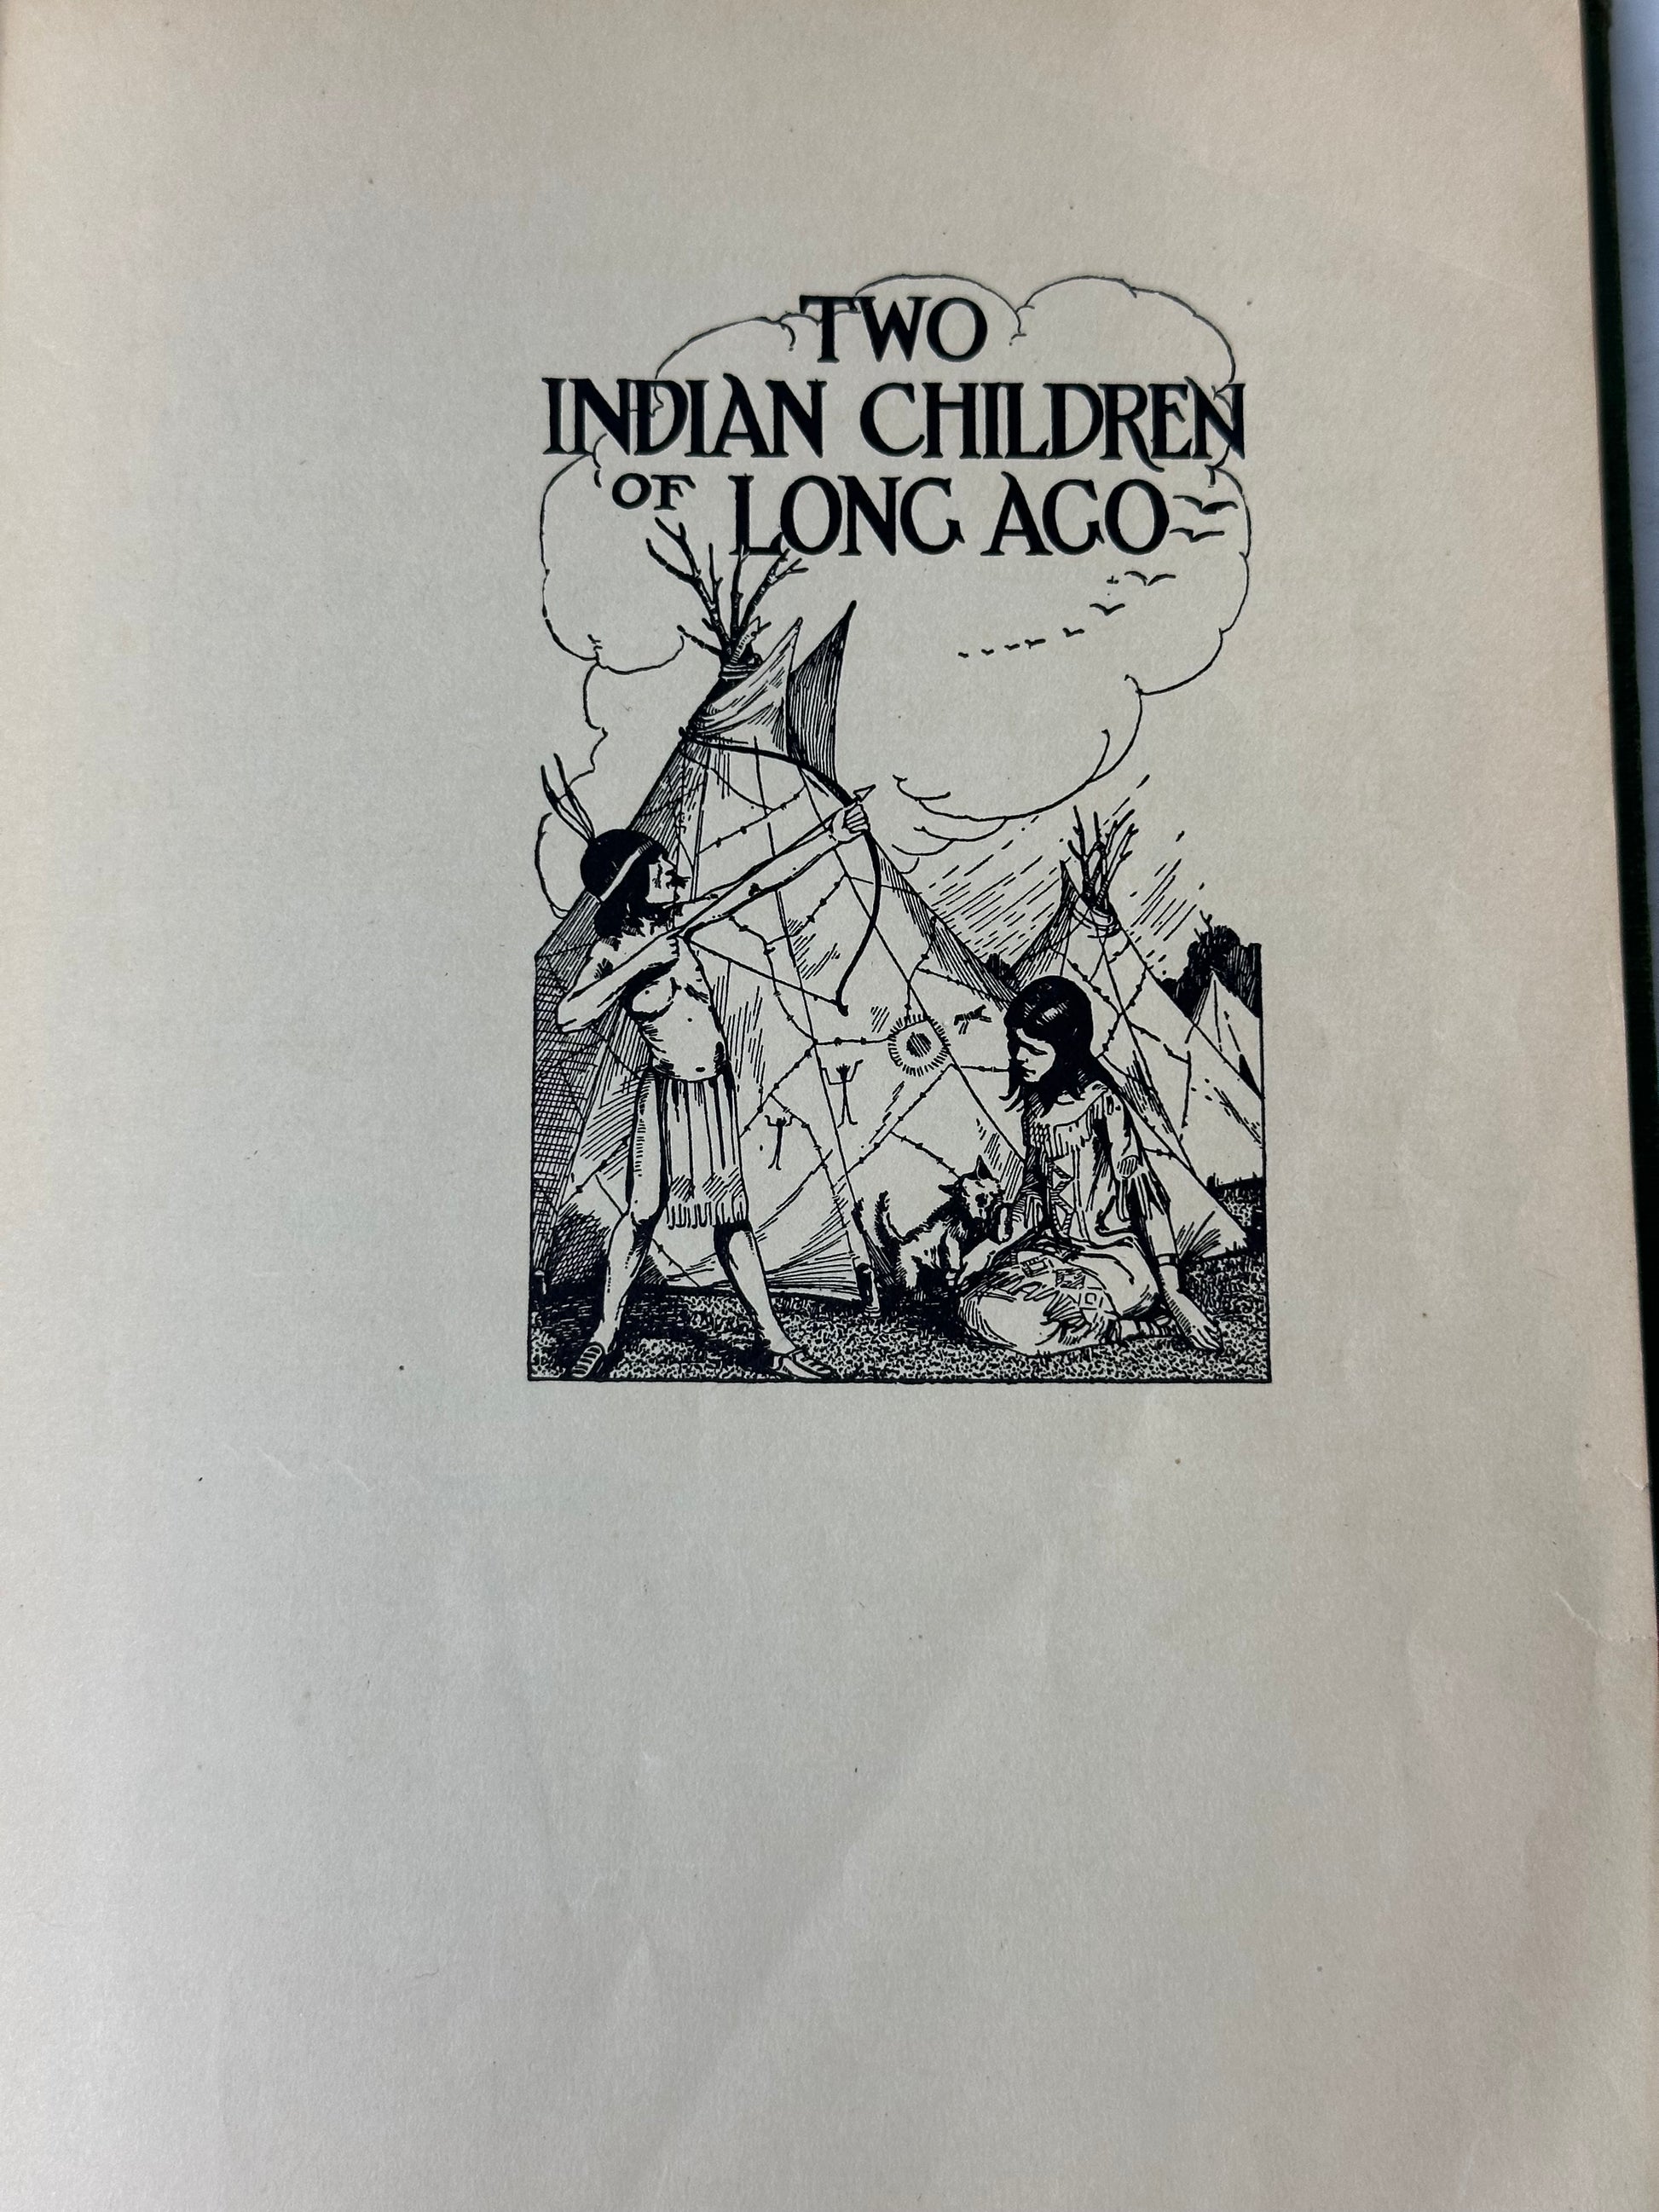 TWO
INDIAN CHILDREN
OF LONG AGO